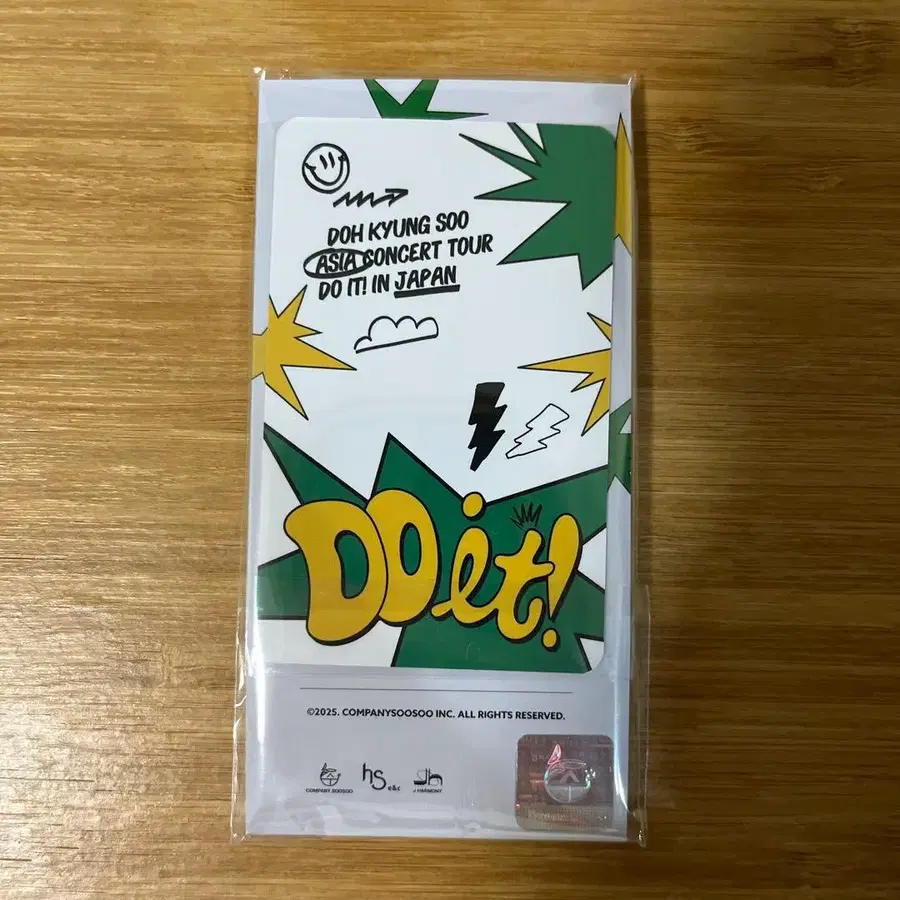 DOH KYUNG SOO
ASIA CONCERT TOUR
DO IT! IN JAPAN
DO it!
©2025. COMPANYSOOSOO INC. ALL RIGHTS RESERVED.
COMPANY SOOSOO
hs e&c
J HARMONY